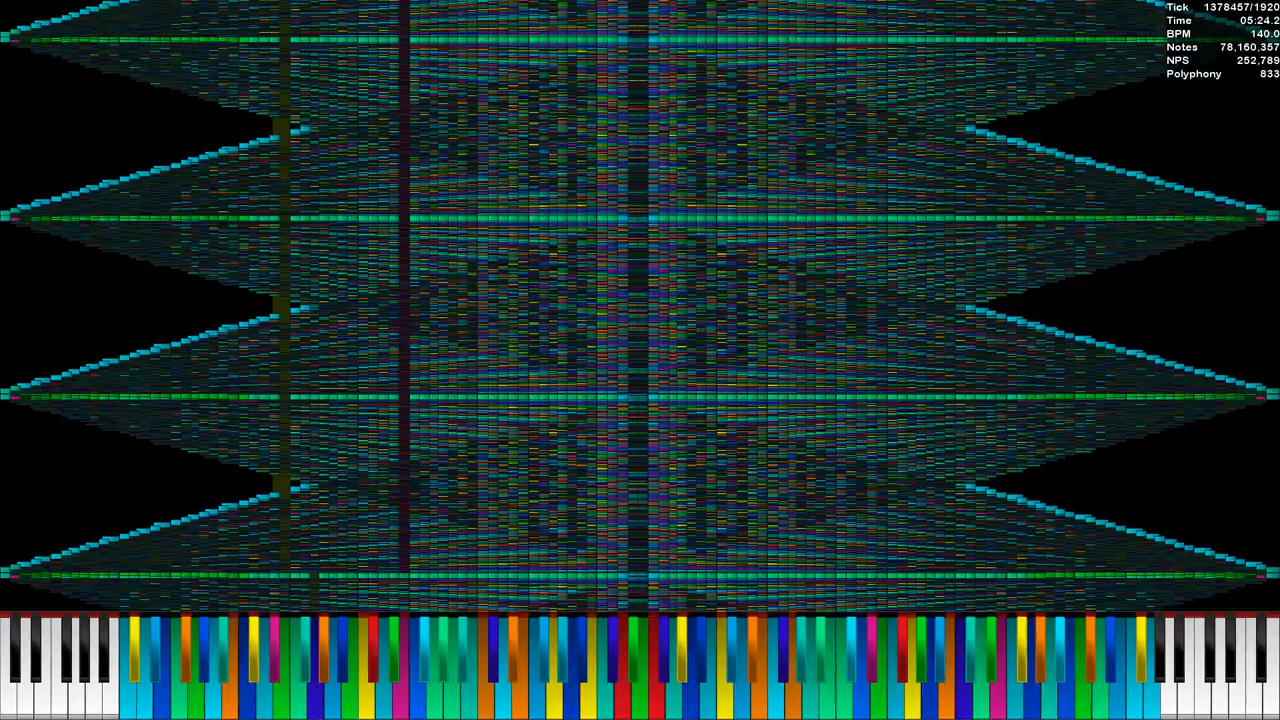 Tick 1378457/1920
Time 05:24.2
BPM 140.0
Notes 78,160,357
NPS 252,789
Polyphony 833